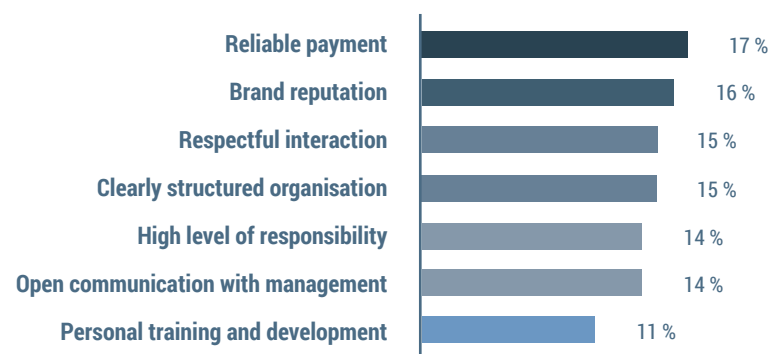 Reliable payment 17 %
Brand reputation 16 %
Respectful interaction 15 %
Clearly structured organisation 15 %
High level of responsibility 14 %
Open communication with management 14 %
Personal training and development 11 %